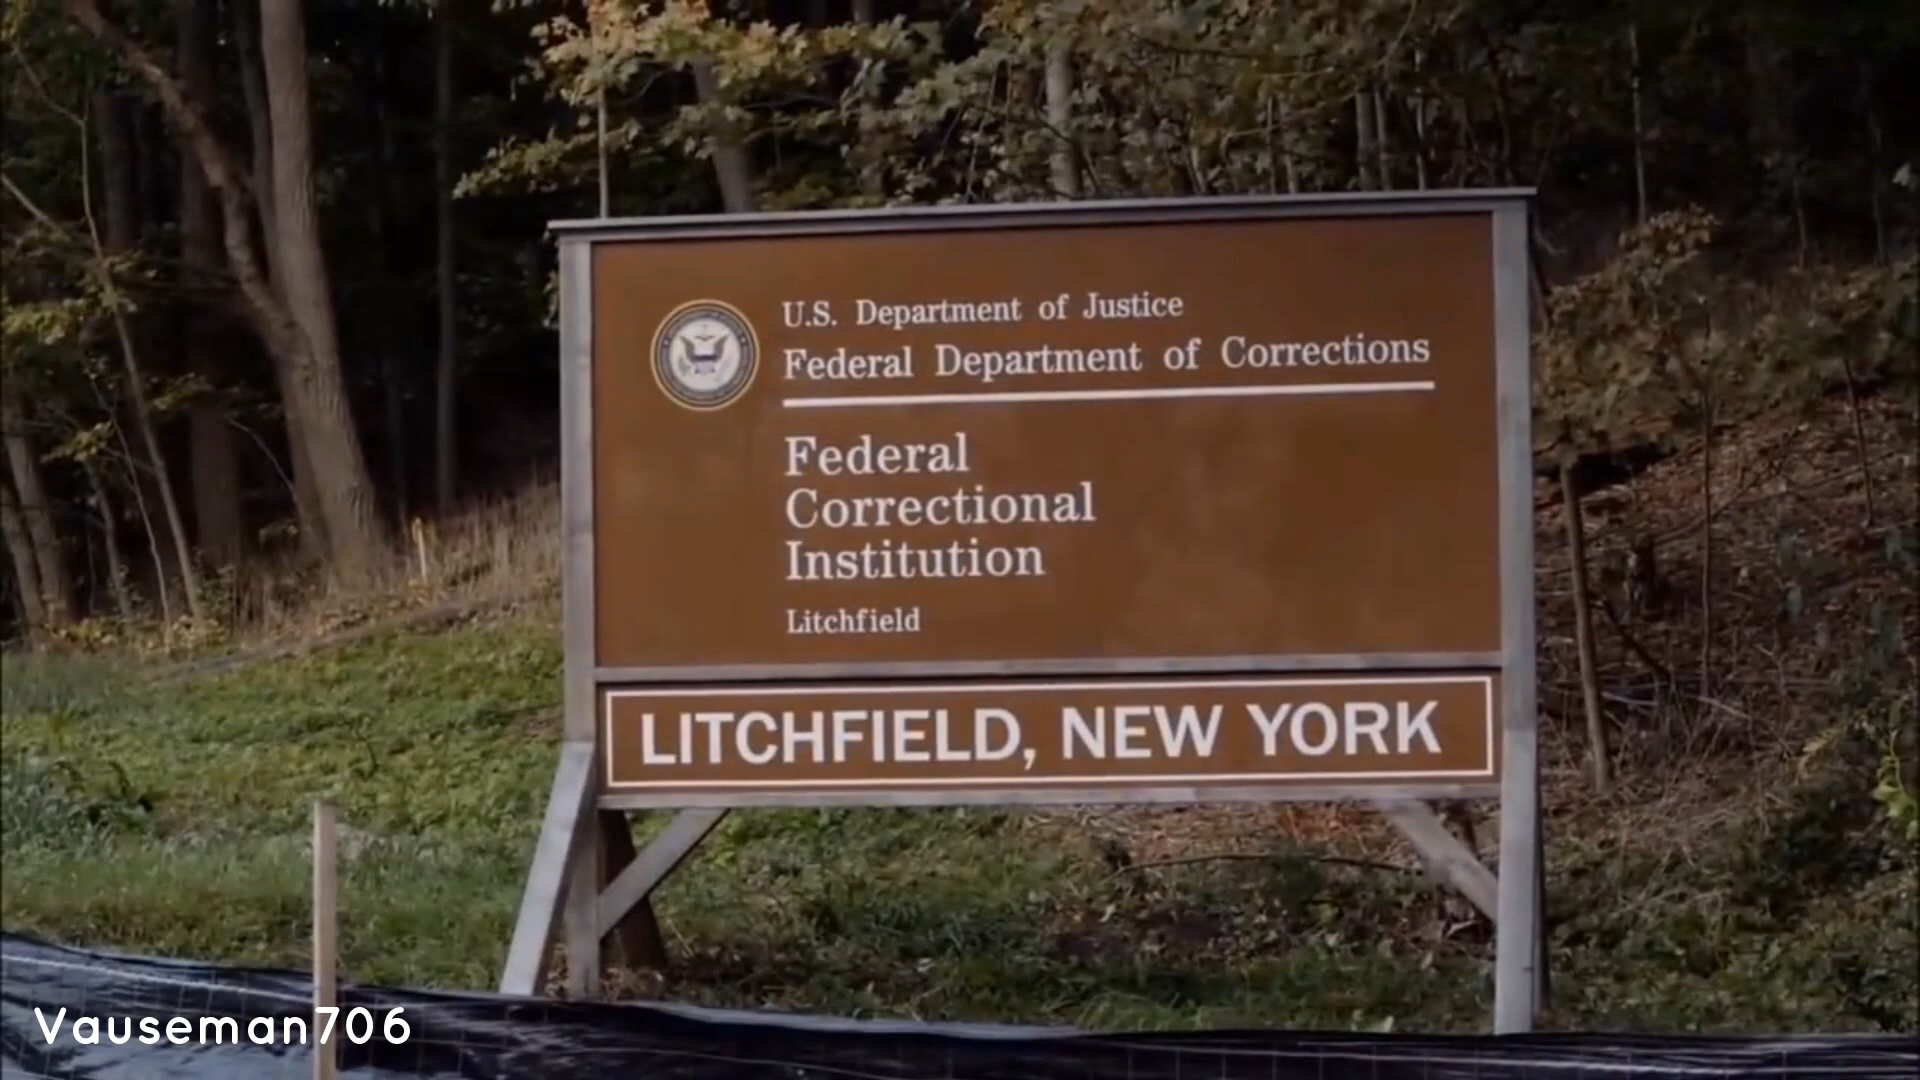 U.S. Department of Justice
Federal Department of Corrections
Federal
Correctional
Institution
Litchfield
LITCHFIELD, NEW YORK
Vauseman706